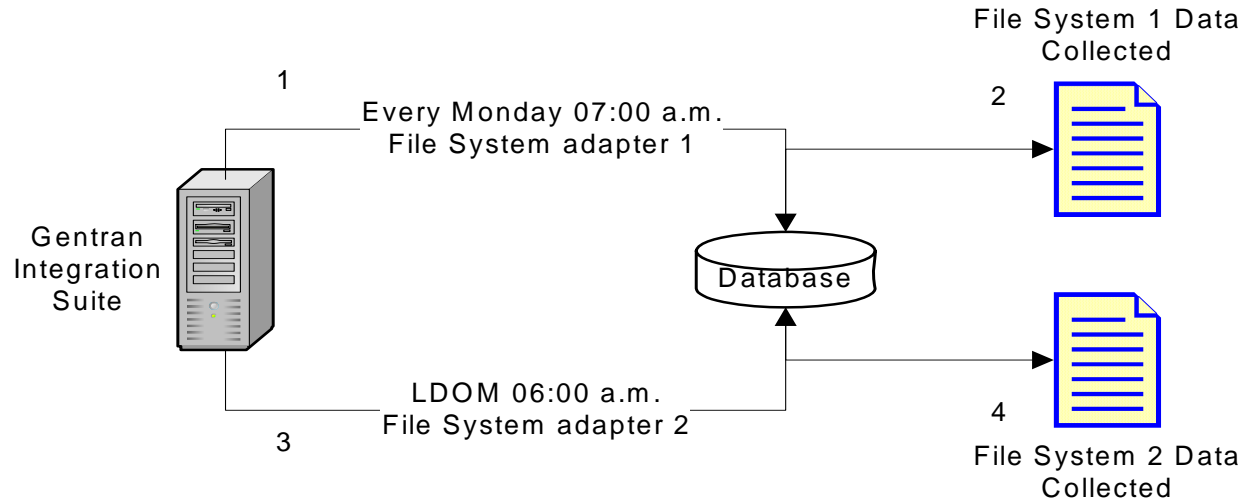 File System 1 Data
Collected
1
2
Every Monday 07:00 a.m.
File System adapter 1
Gentran
Integration
Suite
Database
LDOM 06:00 a.m.
File System adapter 2
3
4
File System 2 Data
Collected